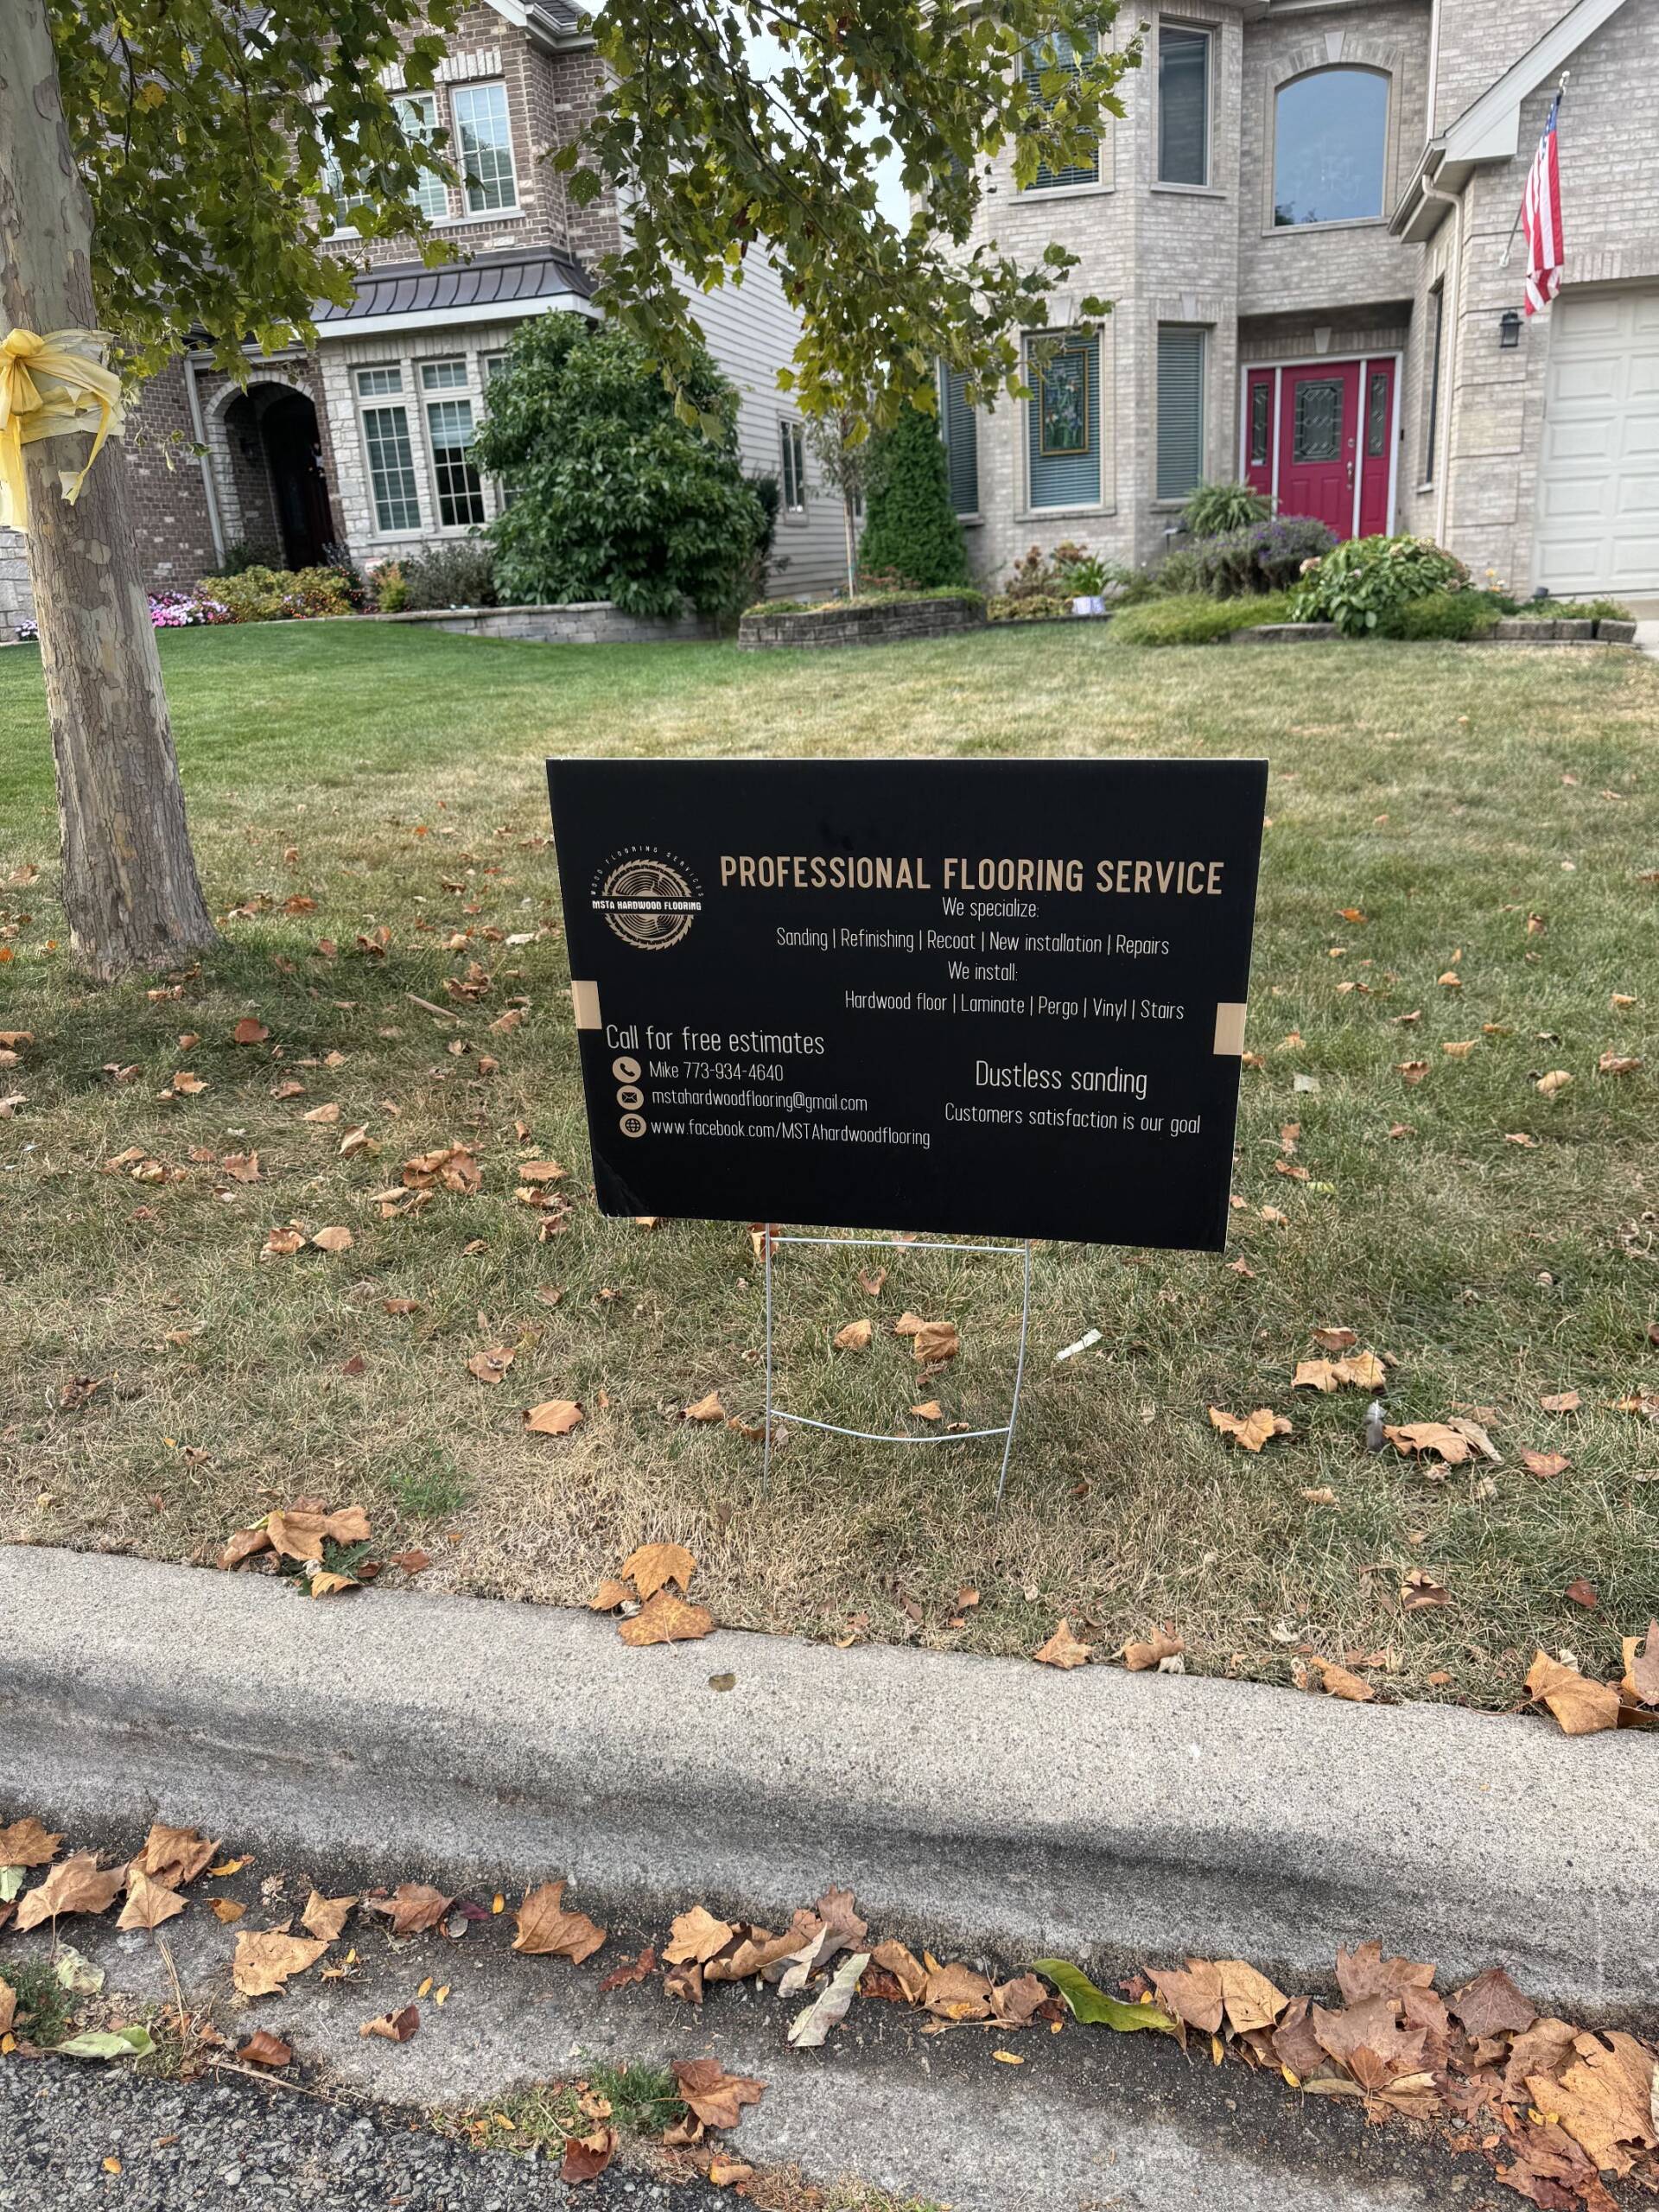 WOOD FLOORING SERVICES
MSTA HARDWOOD FLOORING
PROFESSIONAL FLOORING SERVICE
We specialize:
Sanding | Refinishing | Recoat | New installation | Repairs
We install:
Hardwood floor | Laminate | Pergo | Vinyl | Stairs
Call for free estimates
Mike 773-934-4640
mstahardwoodflooring@gmail.com
www.facebook.com/MSTAhardwoodflooring
Dustless sanding
Customers satisfaction is our goal